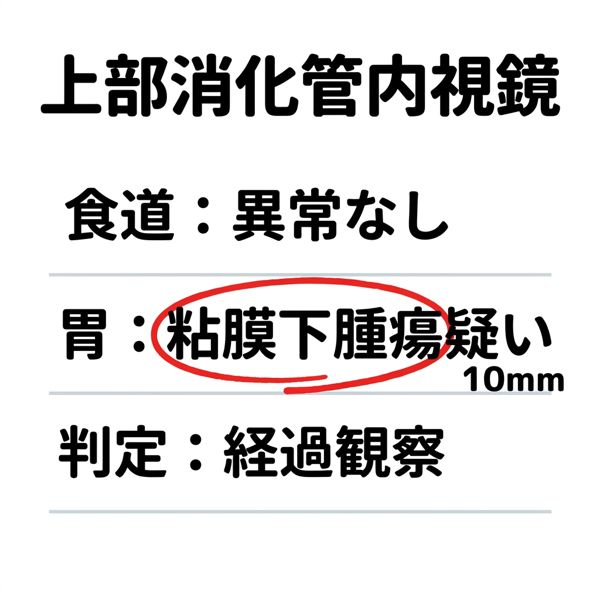 上部消化管内視鏡
食道：異常なし
胃：粘膜下腫瘍疑い
10mm
判定：経過観察